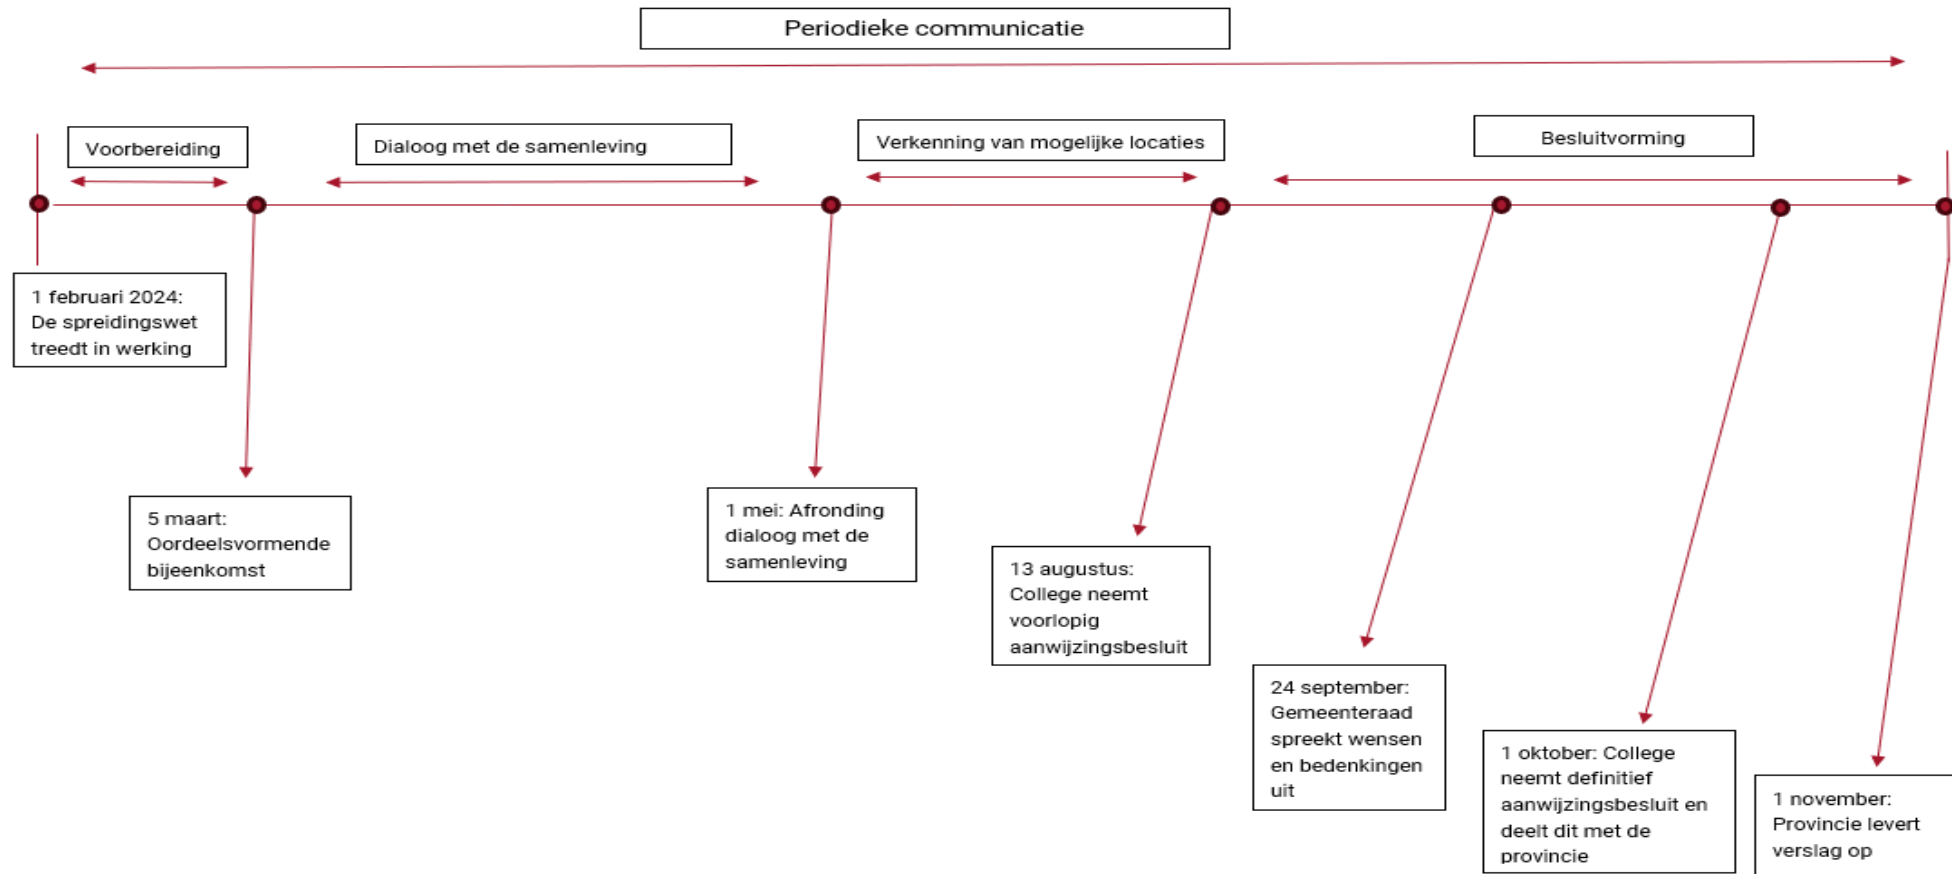 Periodieke communicatie
Voorbereiding
Dialoog met de samenleving
Verkenning van mogelijke locaties
Besluitvorming
1 februari 2024:
De spreidingswet
treedt in werking
5 maart:
Oordeelsvormende
bijeenkomst
1 mei: Afronding
dialoog met de
samenleving
13 augustus:
College neemt
voorlopig
aanwijzingsbesluit
24 september:
Gemeenteraad
spreekt wensen
en bedenkingen
uit
1 oktober: College
neemt definitief
aanwijzingsbesluit en
deelt dit met de
provincie
1 november:
Provincie levert
verslag op